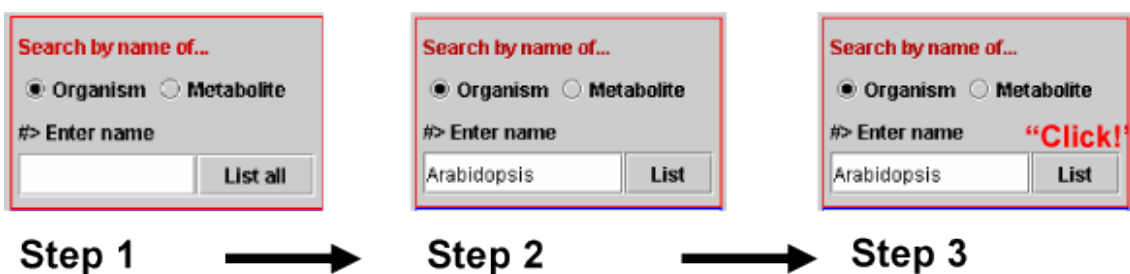 Search by name of...
Organism Metabolite
#> Enter name
List all
Step 1
Search by name of...
Organism Metabolite
#> Enter name
Arabidopsis List
Step 2
Search by name of...
Organism Metabolite
#> Enter name "Click!"
Arabidopsis List
Step 3